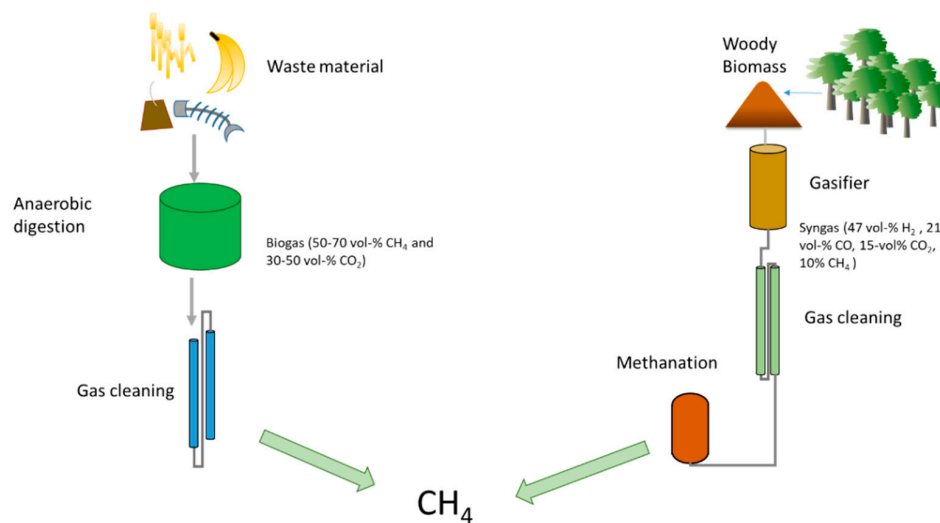 Waste material
Anaerobic
digestion
Biogas (50-70 vol-% CH₄ and
30-50 vol-% CO₂)
Gas cleaning
Woody
Biomass
Gasifier
Syngas (47 vol-% H₂ , 21
vol-% CO, 15-vol% CO₂,
10% CH₄ )
Gas cleaning
Methanation
CH₄